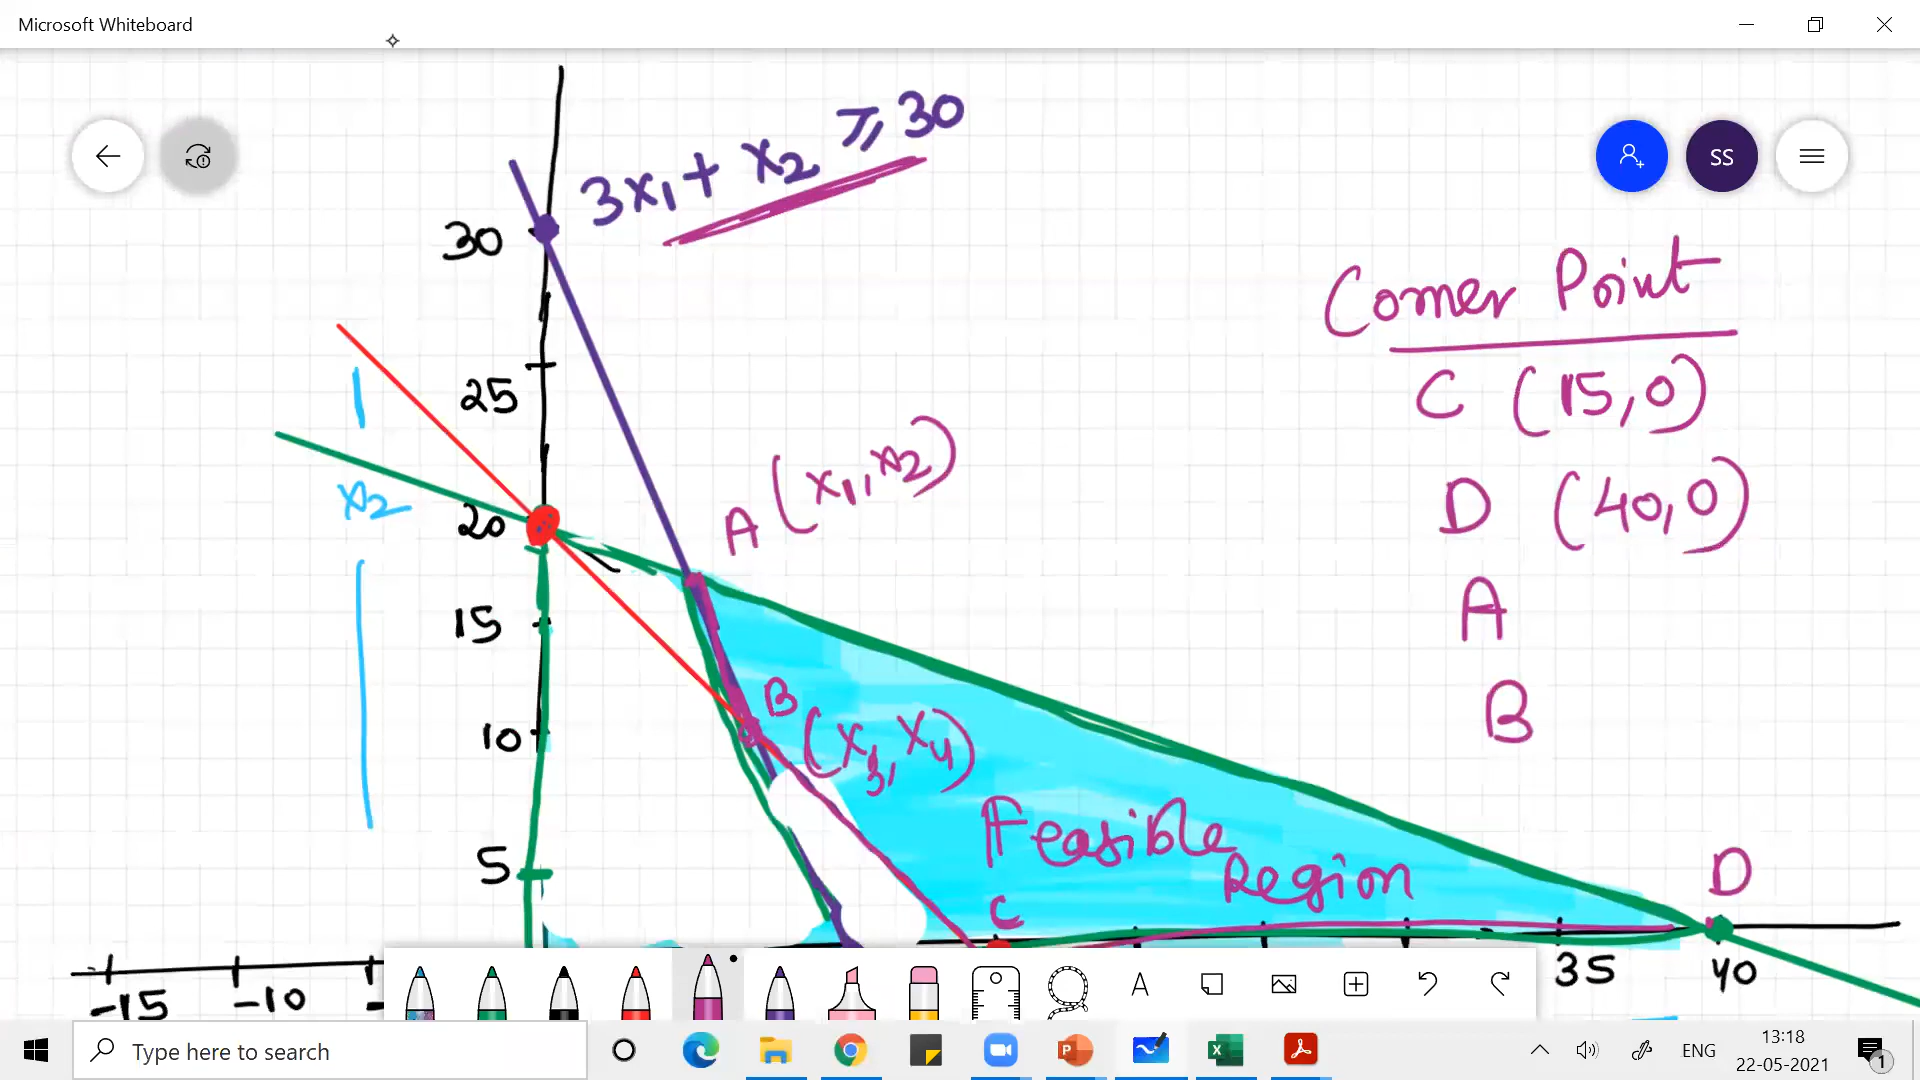 Microsoft Whiteboard
3x1 + x2 ⩾ 30
SS
30
Corner Point
25
C (15,0)
A (x1, x2)
x2
20
D (40,0)
15
A
B (x3, x4)
B
10
Feasible
Region
5
D
C
-15
-10
35
40
A
Type here to search
ENG
13:18
22-05-2021
1